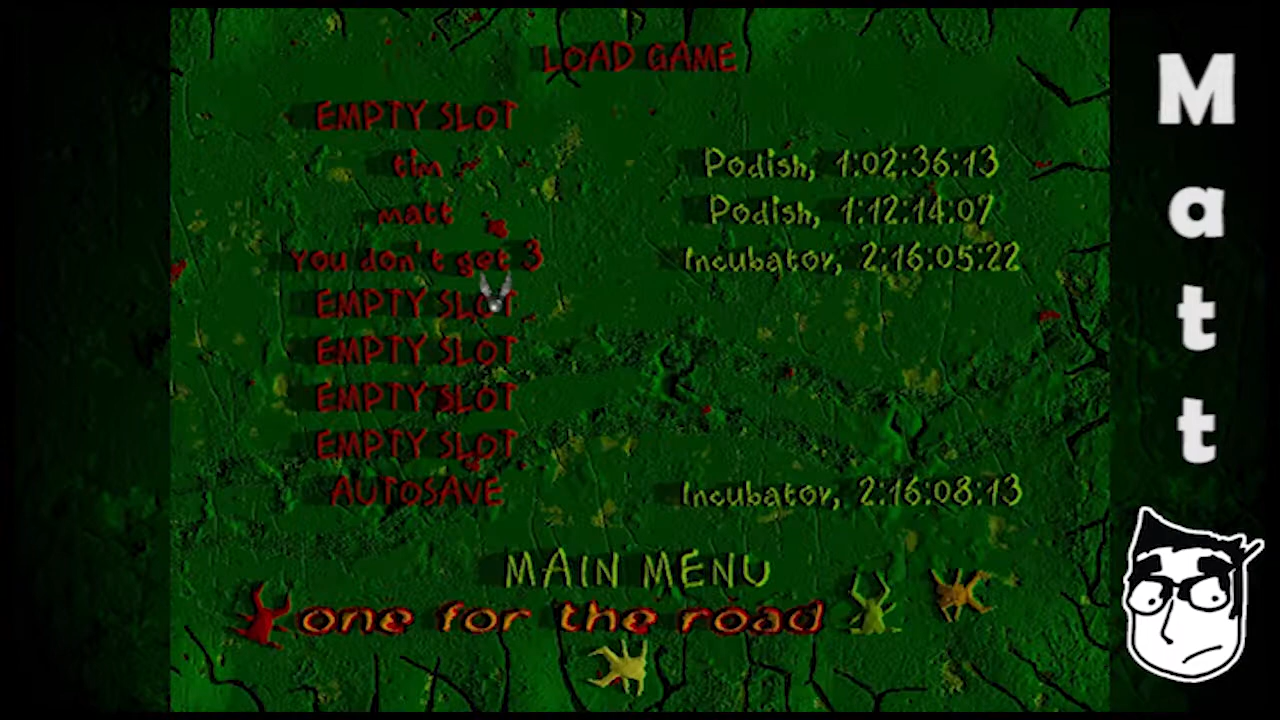 LOAD GAME
EMPTY SLOT
tim Podish, 1:02:36:13
matt Podish, 1:12:14:07
you don't get 3 Incubator, 2:16:05:22
EMPTY SLOT
EMPTY SLOT
EMPTY SLOT
EMPTY SLOT
AUTOSAVE Incubator, 2:16:08:13
MAIN MENU
one for the road
Matt